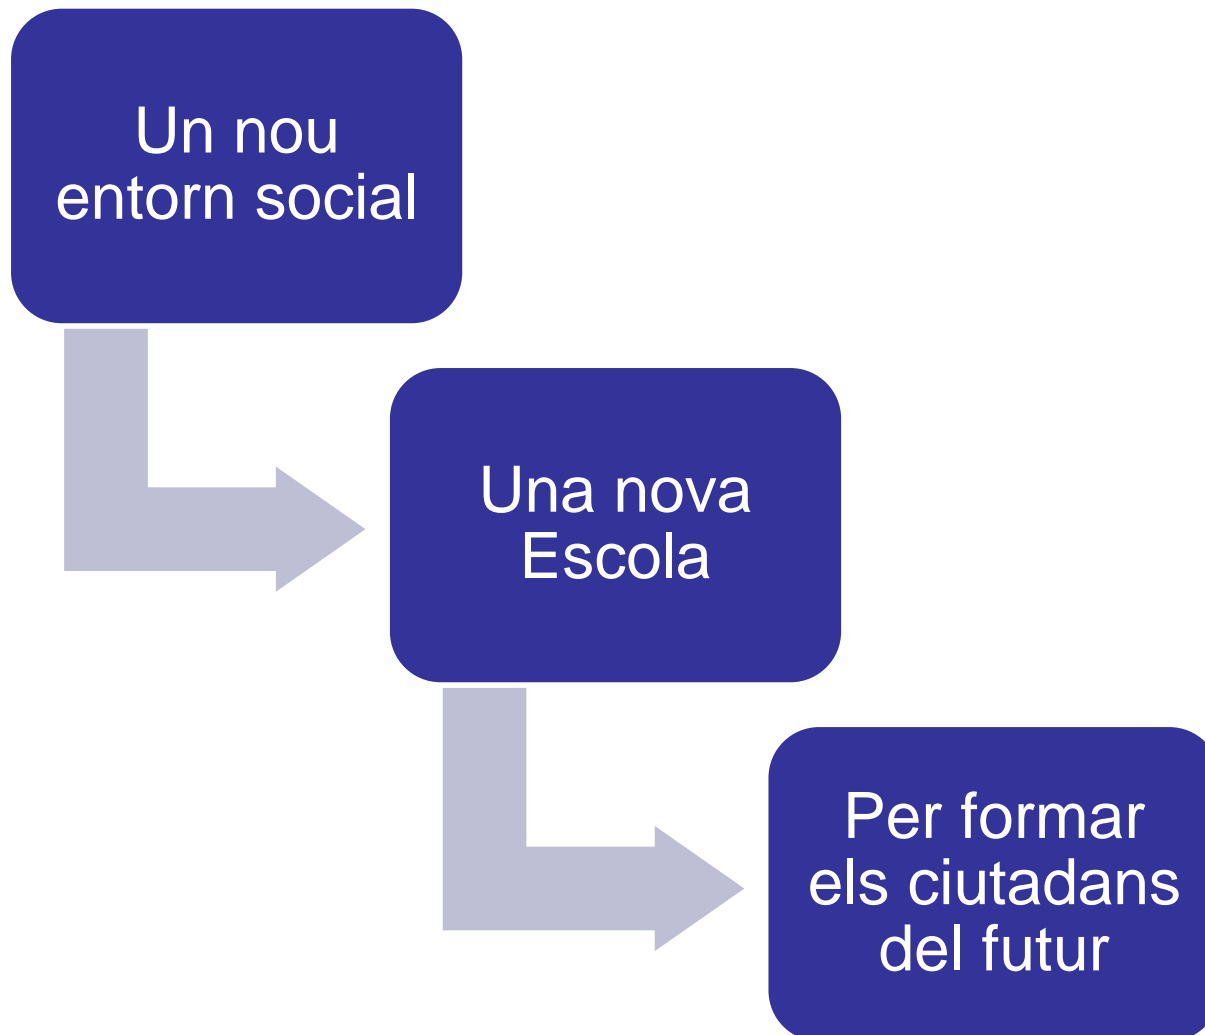 Un nou
entorn social
Una nova
Escola
Per formar
els ciutadans
del futur